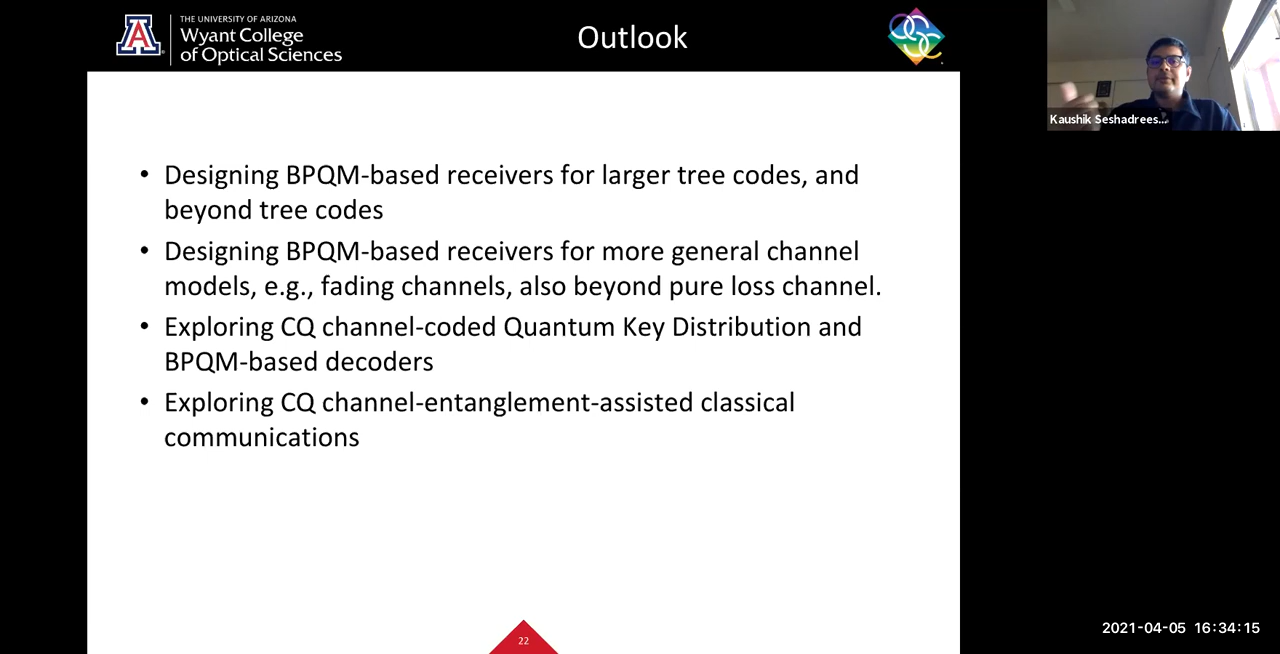 THE UNIVERSITY OF ARIZONA
Wyant College
of Optical Sciences
Outlook
• Designing BPQM-based receivers for larger tree codes, and
beyond tree codes
• Designing BPQM-based receivers for more general channel
models, e.g., fading channels, also beyond pure loss channel.
• Exploring CQ channel-coded Quantum Key Distribution and
BPQM-based decoders
• Exploring CQ channel-entanglement-assisted classical
communications
22
Kaushik Seshadrees...
2021-04-05 16:34:15